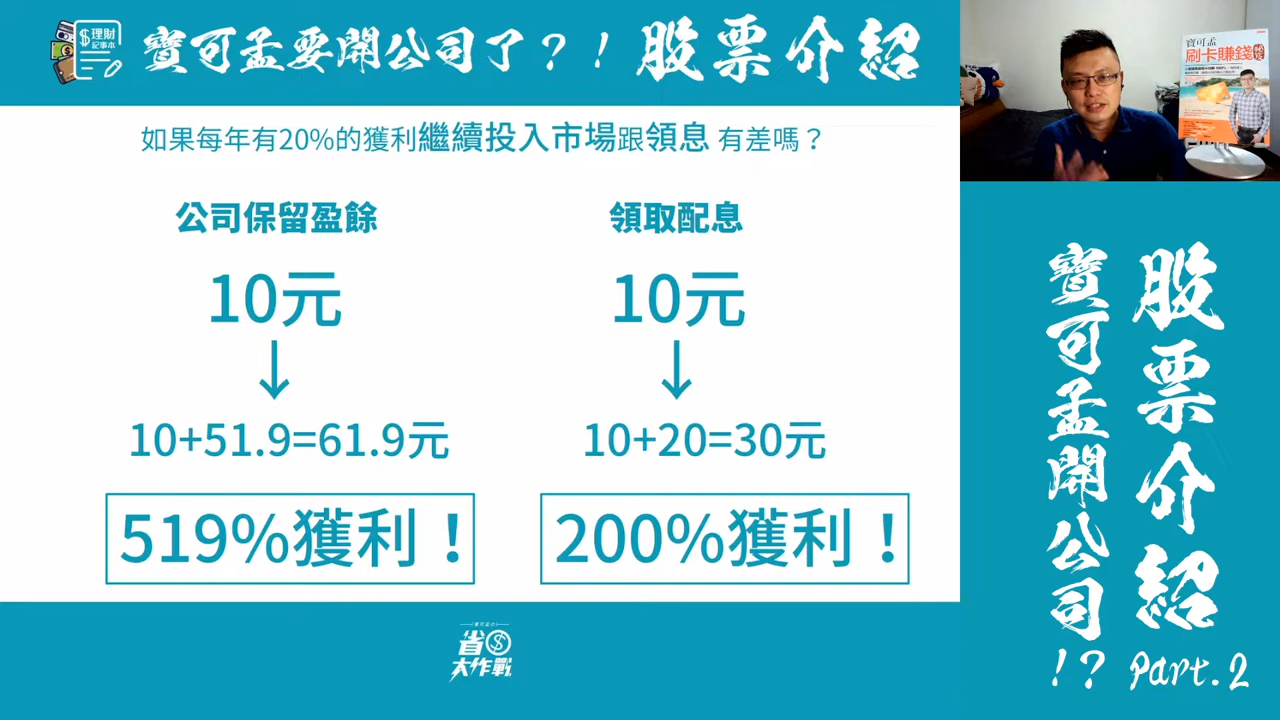 理財
記事本
寶可孟要開公司了？！股票介紹
如果每年有20%的獲利繼續投入市場跟領息 有差嗎？
公司保留盈餘
10元
↓
10+51.9=61.9元
519%獲利！
領取配息
10元
↓
10+20=30元
200%獲利！
省$
大作戰
寶可孟
刷卡賺錢
股票介紹 Part.2
寶可孟開公司！？